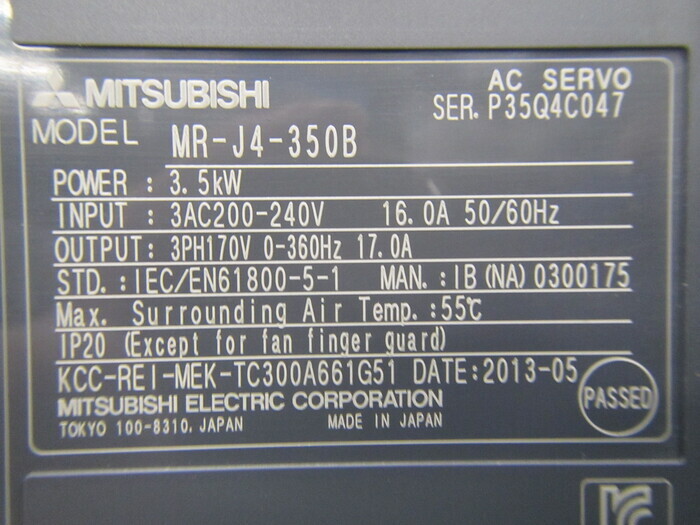 MITSUBISHI
AC SERVO
SER. P35Q4C047
MODEL MR-J4-350B
POWER : 3.5kW
INPUT : 3AC200-240V 16.0A 50/60Hz
OUTPUT: 3PH170V 0-360Hz 17.0A
STD. : IEC/EN61800-5-1 MAN. : IB(NA)0300175
Max. Surrounding Air Temp. :55℃
IP20 (Except for fan finger guard)
KCC-REI-MEK-TC300A661G51 DATE:2013-05
MITSUBISHI ELECTRIC CORPORATION
TOKYO 100-8310, JAPAN MADE IN JAPAN
PASSED